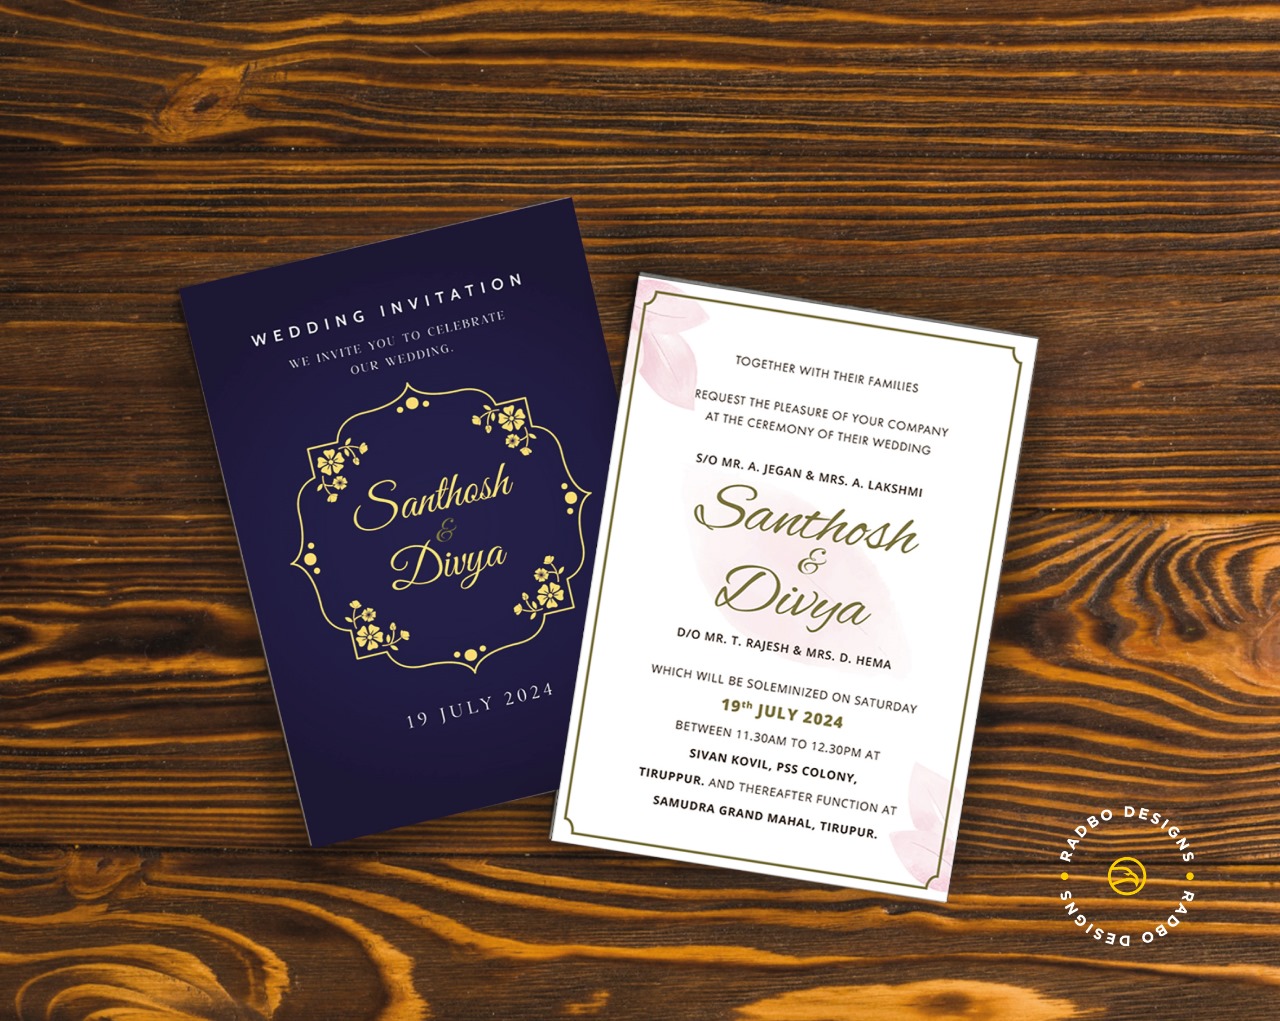 WEDDING INVITATION
WE INVITE YOU TO CELEBRATE
OUR WEDDING.
Santhosh
&
Divya
19 JULY 2024
TOGETHER WITH THEIR FAMILIES
REQUEST THE PLEASURE OF YOUR COMPANY
AT THE CEREMONY OF THEIR WEDDING
S/O MR. A. JEGAN & MRS. A. LAKSHMI
Santhosh
&
Divya
D/O MR. T. RAJESH & MRS. D. HEMA
WHICH WILL BE SOLEMINIZED ON SATURDAY
19th JULY 2024
BETWEEN 11.30AM TO 12.30PM AT
SIVAN KOVIL, PSS COLONY,
TIRUPPUR. AND THEREAFTER FUNCTION AT
SAMUDRA GRAND MAHAL, TIRUPUR.
RADBO DESIGNS
RADBO DESIGNS